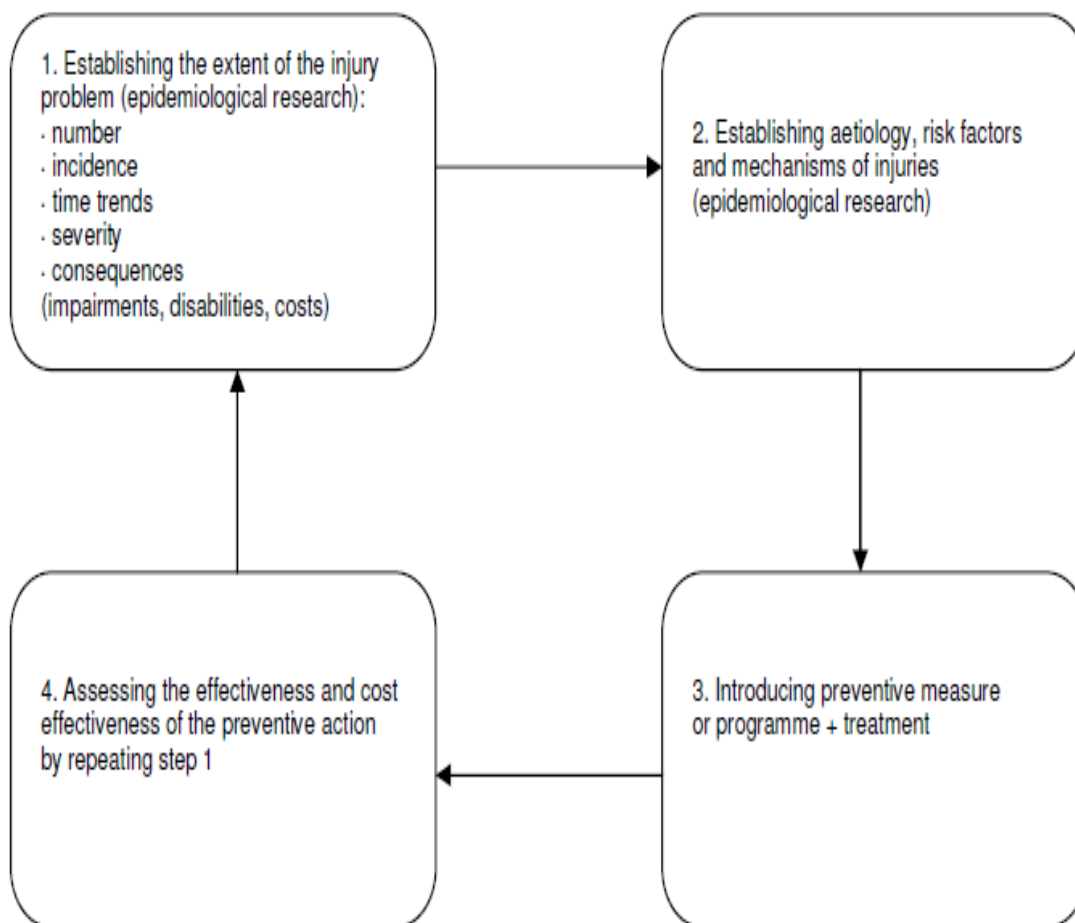 1. Establishing the extent of the injury
problem (epidemiological research):
· number
· incidence
· time trends
· severity
· consequences
(impairments, disabilities, costs)
2. Establishing aetiology, risk factors
and mechanisms of injuries
(epidemiological research)
3. Introducing preventive measure
or programme + treatment
4. Assessing the effectiveness and cost
effectiveness of the preventive action
by repeating step 1